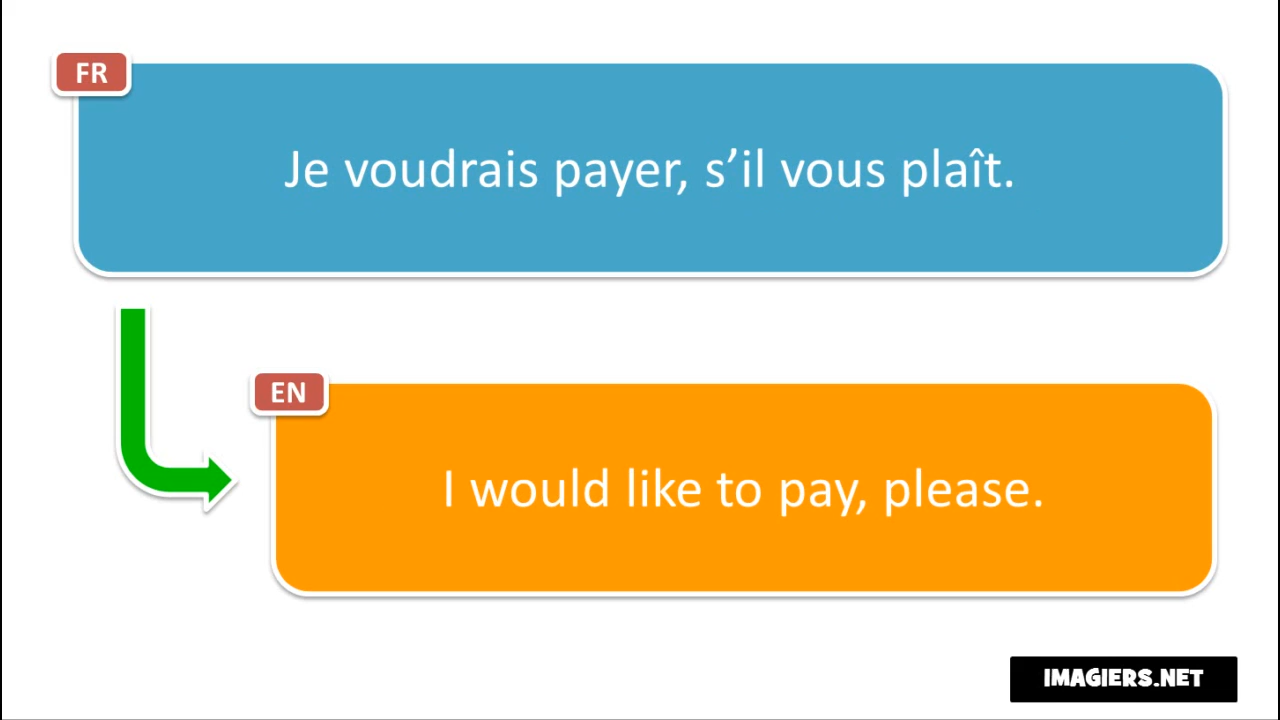 FR
Je voudrais payer, s’il vous plaît.
EN
I would like to pay, please.
IMAGIERS.NET